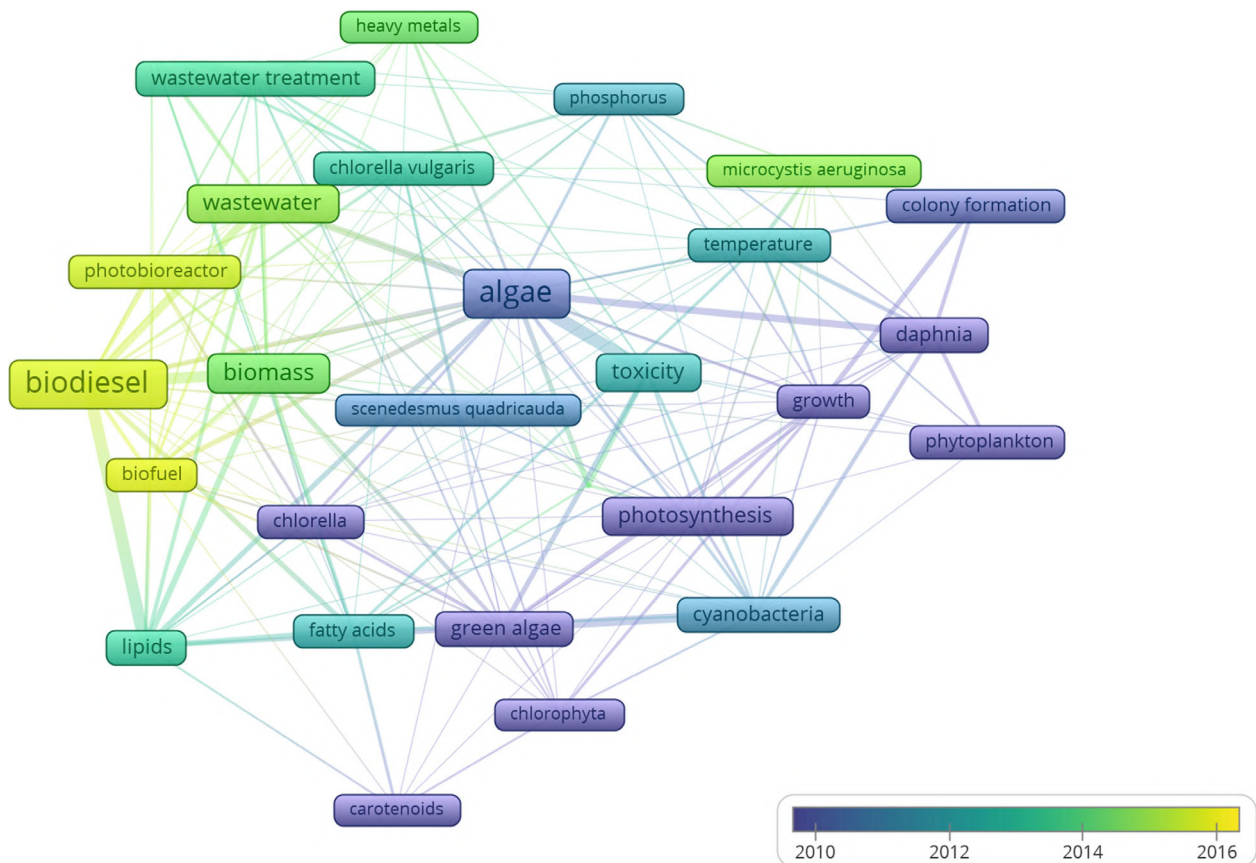 heavy metals
wastewater treatment
phosphorus
chlorella vulgaris
microcystis aeruginosa
wastewater
colony formation
temperature
photobioreactor
algae
daphnia
biodiesel
biomass
toxicity
growth
scenedesmus quadricauda
phytoplankton
biofuel
chlorella
photosynthesis
cyanobacteria
green algae
fatty acids
lipids
chlorophyta
carotenoids
2010 2012 2014 2016